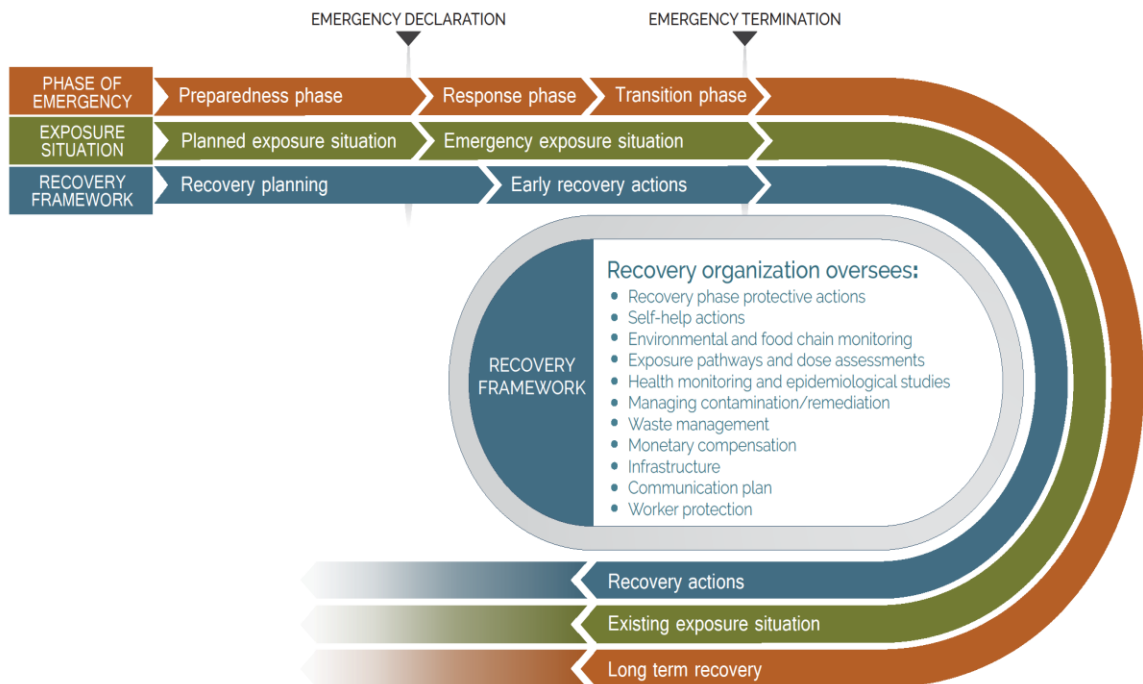 EMERGENCY DECLARATION
EMERGENCY TERMINATION
PHASE OF
EMERGENCY
Preparedness phase
Response phase
Transition phase
EXPOSURE
SITUATION
Planned exposure situation
Emergency exposure situation
RECOVERY
FRAMEWORK
Recovery planning
Early recovery actions
RECOVERY
FRAMEWORK
Recovery organization oversees:
• Recovery phase protective actions
• Self-help actions
• Environmental and food chain monitoring
• Exposure pathways and dose assessments
• Health monitoring and epidemiological studies
• Managing contamination/remediation
• Waste management
• Monetary compensation
• Infrastructure
• Communication plan
• Worker protection
Recovery actions
Existing exposure situation
Long term recovery